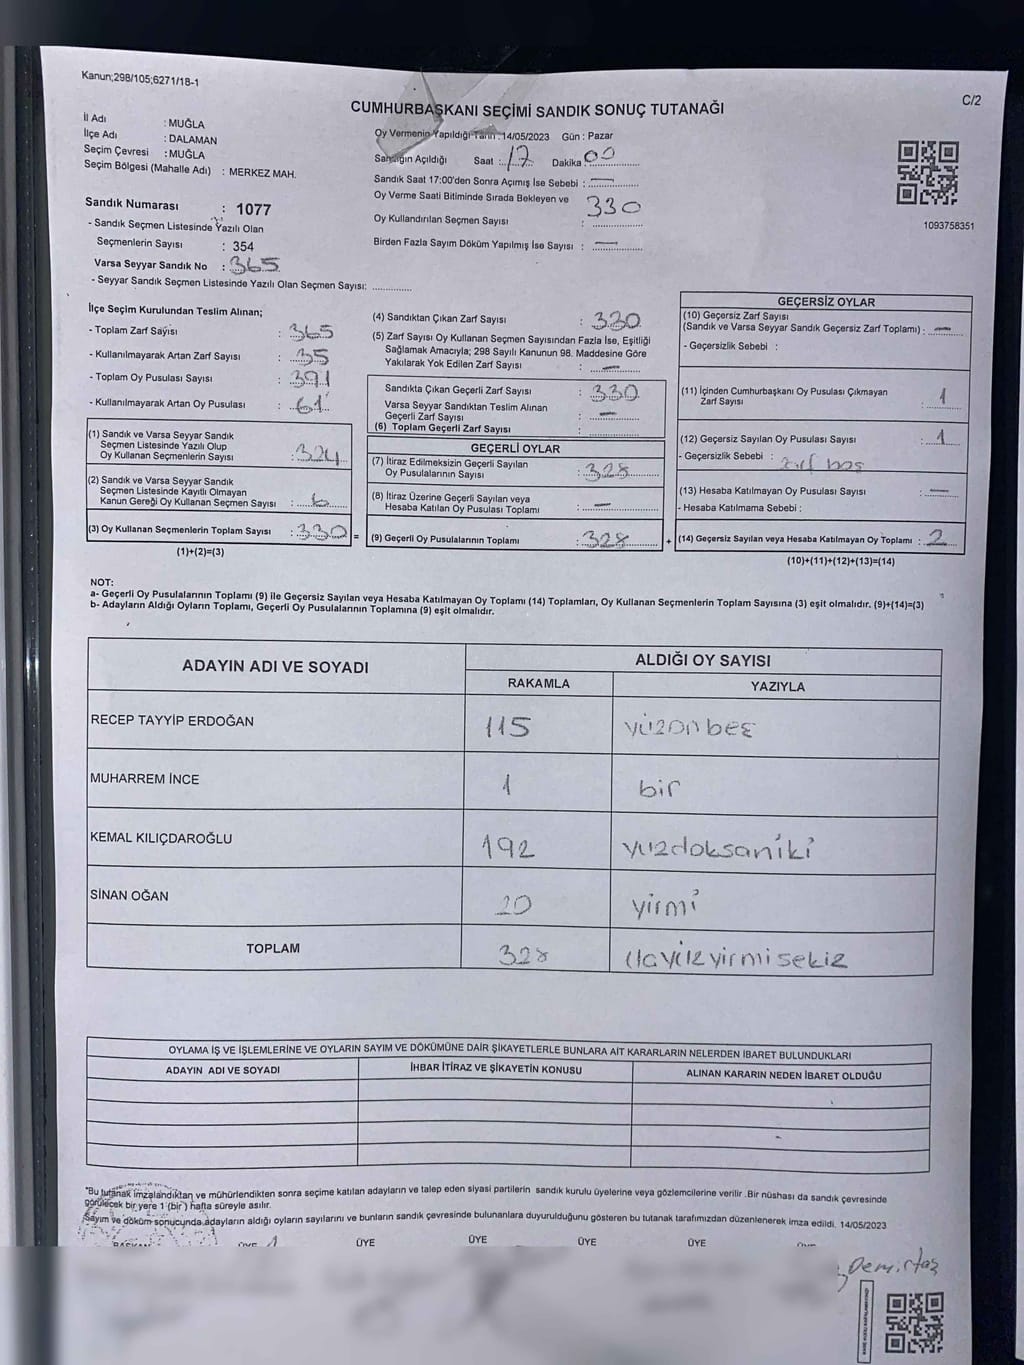 Kanun;298/105;6271/18-1
C/2
CUMHURBAŞKANI SEÇİMİ SANDIK SONUÇ TUTANAĞI
İl Adı : MUĞLA
İlçe Adı : DALAMAN
Seçim Çevresi : MUĞLA
Seçim Bölgesi (Mahalle Adı) : MERKEZ MAH.
Oy Vermenin Yapıldığı Tarih : 14/05/2023 Gün : Pazar
Sandığın Açıldığı Saat : 17 Dakika : 00
Sandık Saat 17:00'den Sonra Açımış İse Sebebi : —
Oy Verme Saati Bitiminde Sırada Bekleyen ve
Oy Kullandırılan Seçmen Sayısı : 330
Birden Fazla Sayım Döküm Yapılmış İse Sayısı : —
1093758351
Sandık Numarası : 1077
- Sandık Seçmen Listesinde Yazılı Olan
Seçmenlerin Sayısı : 354
Varsa Seyyar Sandık No : 365
- Seyyar Sandık Seçmen Listesinde Yazılı Olan Seçmen Sayısı: ..............
İlçe Seçim Kurulundan Teslim Alınan;
- Toplam Zarf Sayısı : 365
- Kullanılmayarak Artan Zarf Sayısı : 35
- Toplam Oy Pusulası Sayısı : 391
- Kullanılmayarak Artan Oy Pusulası : 61
(1) Sandık ve Varsa Seyyar Sandık
Seçmen Listesinde Yazılı Olup
Oy Kullanan Seçmenlerin Sayısı : 324
(2) Sandık ve Varsa Seyyar Sandık
Seçmen Listesinde Kayıtlı Olmayan
Kanun Gereği Oy Kullanan Seçmen Sayısı : 6
(3) Oy Kullanan Seçmenlerin Toplam Sayısı : 330 =
(1)+(2)=(3)
(4) Sandıktan Çıkan Zarf Sayısı : 330
(5) Zarf Sayısı Oy Kullanan Seçmen Sayısından Fazla İse, Eşitliği
Sağlamak Amacıyla; 298 Sayılı Kanunun 98. Maddesine Göre
Yakılarak Yok Edilen Zarf Sayısı : —
Sandıkta Çıkan Geçerli Zarf Sayısı : 330
Varsa Seyyar Sandıktan Teslim Alınan
Geçerli Zarf Sayısı : —
(6) Toplam Geçerli Zarf Sayısı :
GEÇERLİ OYLAR
(7) İtiraz Edilmeksizin Geçerli Sayılan
Oy Pusulalarının Sayısı : 328
(8) İtiraz Üzerine Geçerli Sayılan veya
Hesaba Katılan Oy Pusulası Toplamı : —
(9) Geçerli Oy Pusulalarının Toplamı : 328 +
GEÇERSİZ OYLAR
(10) Geçersiz Zarf Sayısı
(Sandık ve Varsa Seyyar Sandık Geçersiz Zarf Toplamı) : —
- Geçersizlik Sebebi :
(11) İçinden Cumhurbaşkanı Oy Pusulası Çıkmayan
Zarf Sayısı : 1
(12) Geçersiz Sayılan Oy Pusulası Sayısı : 1
- Geçersizlik Sebebi : zarf boş
(13) Hesaba Katılmayan Oy Pusulası Sayısı : —
- Hesaba Katılmama Sebebi :
(14) Geçersiz Sayılan veya Hesaba Katılmayan Oy Toplamı : 2
(10)+(11)+(12)+(13)=(14)
NOT:
a- Geçerli Oy Pusulalarının Toplamı (9) ile Geçersiz Sayılan veya Hesaba Katılmayan Oy Toplamı (14) Toplamları, Oy Kullanan Seçmenlerin Toplam Sayısına (3) eşit olmalıdır. (9)+(14)=(3)
b- Adayların Aldığı Oyların Toplamı, Geçerli Oy Pusulalarının Toplamına (9) eşit olmalıdır.
ADAYIN ADI VE SOYADI
ALDIĞI OY SAYISI
RAKAMLA YAZIYLA
RECEP TAYYİP ERDOĞAN 115 yüzonbeş
MUHARREM İNCE 1 bir
KEMAL KILIÇDAROĞLU 192 yüzdoksaniki
SİNAN OĞAN 20 yirmi
TOPLAM 328 üçyüzyirmisekiz
OYLAMA İŞ VE İŞLEMLERİNE VE OYLARIN SAYIM VE DÖKÜMÜNE DAİR ŞİKAYETLERLE BUNLARA AİT KARARLARIN NELERDEN İBARET BULUNDUKLARI
ADAYIN ADI VE SOYADI İHBAR İTİRAZ VE ŞİKAYETİN KONUSU ALINAN KARARIN NEDEN İBARET OLDUĞU
"Bu tutanak imzalandıktan ve mühürlendikten sonra seçime katılan adayların ve talep eden siyasi partilerin sandık kurulu üyelerine veya gözlemcilerine verilir .Bir nüshası da sandık çevresinde
görülecek bir yere 1 (bir) hafta süreyle asılır.
Sayım ve döküm sonucunda adayların aldığı oyların sayılarını ve bunların sandık çevresinde bulunanlara duyurulduğunu gösteren bu tutanak tarafımızdan düzenlenerek imza edildi. 14/05/2023
BAŞKAN ÜYE ÜYE ÜYE ÜYE ÜYE
Demirtaş